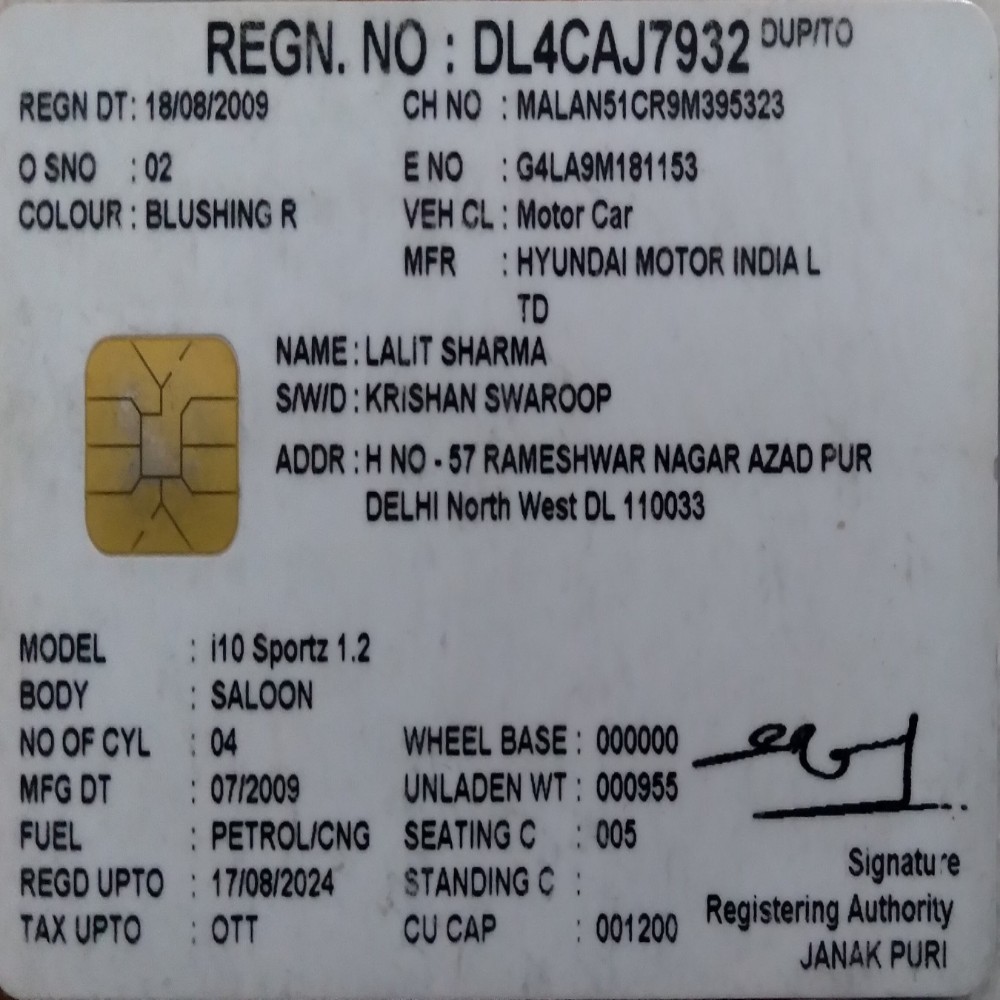 REGN. NO : DL4CAJ7932 DUP/TO
REGN DT: 18/08/2009 CH NO : MALAN51CR9M395323
O SNO : 02 E NO : G4LA9M181153
COLOUR : BLUSHING R VEH CL : Motor Car
MFR : HYUNDAI MOTOR INDIA L
TD
NAME : LALIT SHARMA
S/W/D : KRISHAN SWAROOP
ADDR : H NO - 57 RAMESHWAR NAGAR AZAD PUR
DELHI North West DL 110033
MODEL : i10 Sportz 1.2
BODY : SALOON
NO OF CYL : 04 WHEEL BASE : 000000
MFG DT : 07/2009 UNLADEN WT : 000955
FUEL : PETROL/CNG SEATING C : 005
REGD UPTO : 17/08/2024 STANDING C :
TAX UPTO : OTT CU CAP : 001200
Signature
Registering Authority
JANAK PURI